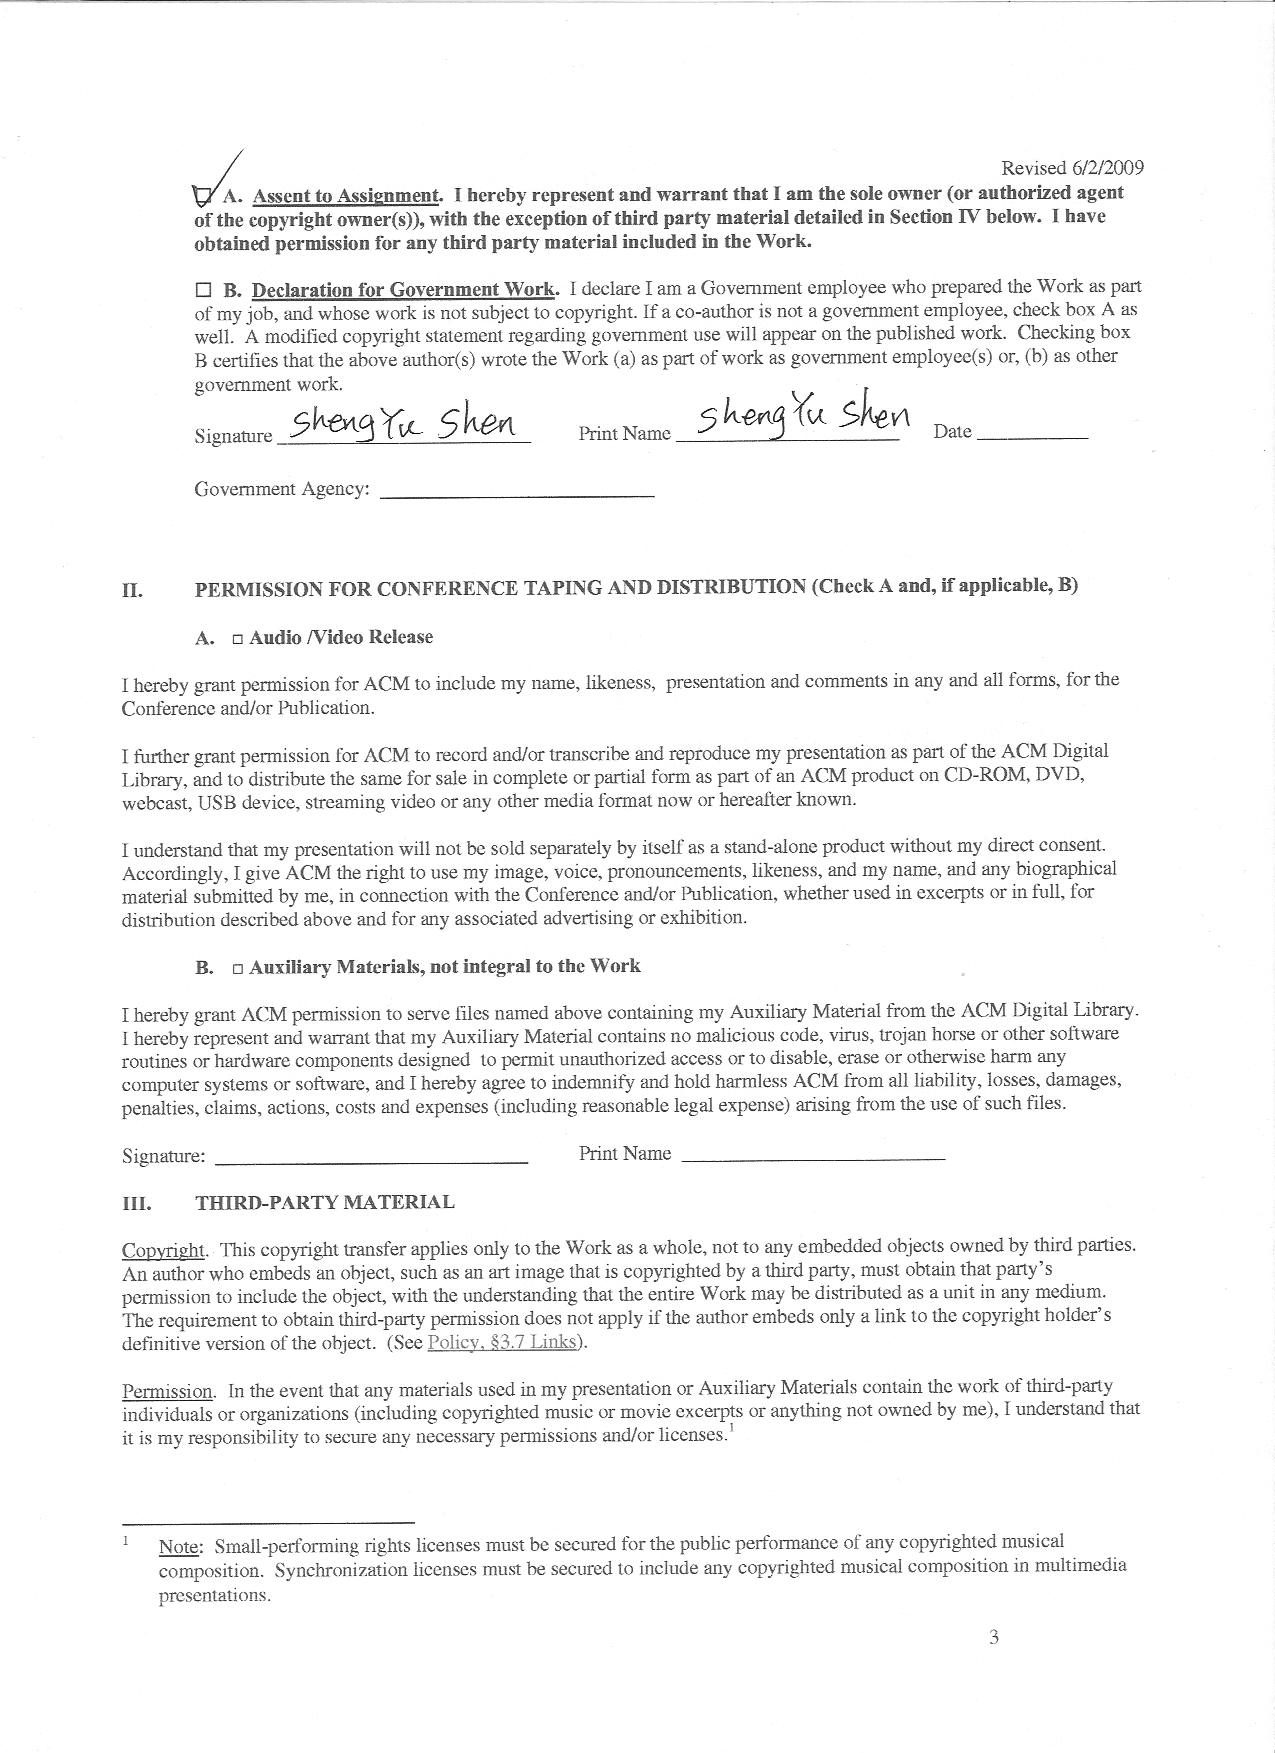 Revised 6/2/2009
☑ A. Assent to Assignment. I hereby represent and warrant that I am the sole owner (or authorized agent
of the copyright owner(s)), with the exception of third party material detailed in Section IV below. I have
obtained permission for any third party material included in the Work.
☐ B. Declaration for Government Work. I declare I am a Government employee who prepared the Work as part
of my job, and whose work is not subject to copyright. If a co-author is not a government employee, check box A as
well. A modified copyright statement regarding government use will appear on the published work. Checking box
B certifies that the above author(s) wrote the Work (a) as part of work as government employee(s) or, (b) as other
government work.
Signature ShengYu Shen Print Name ShengYu Shen Date ____________
Government Agency: ____________
II. PERMISSION FOR CONFERENCE TAPING AND DISTRIBUTION (Check A and, if applicable, B)
A. ☐ Audio /Video Release
I hereby grant permission for ACM to include my name, likeness, presentation and comments in any and all forms, for the
Conference and/or Publication.
I further grant permission for ACM to record and/or transcribe and reproduce my presentation as part of the ACM Digital
Library, and to distribute the same for sale in complete or partial form as part of an ACM product on CD-ROM, DVD,
webcast, USB device, streaming video or any other media format now or hereafter known.
I understand that my presentation will not be sold separately by itself as a stand-alone product without my direct consent.
Accordingly, I give ACM the right to use my image, voice, pronouncements, likeness, and my name, and any biographical
material submitted by me, in connection with the Conference and/or Publication, whether used in excerpts or in full, for
distribution described above and for any associated advertising or exhibition.
B. ☐ Auxiliary Materials, not integral to the Work
I hereby grant ACM permission to serve files named above containing my Auxiliary Material from the ACM Digital Library.
I hereby represent and warrant that my Auxiliary Material contains no malicious code, virus, trojan horse or other software
routines or hardware components designed to permit unauthorized access or to disable, erase or otherwise harm any
computer systems or software, and I hereby agree to indemnify and hold harmless ACM from all liability, losses, damages,
penalties, claims, actions, costs and expenses (including reasonable legal expense) arising from the use of such files.
Signature: ____________ Print Name ____________
III. THIRD-PARTY MATERIAL
Copyright. This copyright transfer applies only to the Work as a whole, not to any embedded objects owned by third parties.
An author who embeds an object, such as an art image that is copyrighted by a third party, must obtain that party's
permission to include the object, with the understanding that the entire Work may be distributed as a unit in any medium.
The requirement to obtain third-party permission does not apply if the author embeds only a link to the copyright holder's
definitive version of the object. (See Policy, §3.7 Links).
Permission. In the event that any materials used in my presentation or Auxiliary Materials contain the work of third-party
individuals or organizations (including copyrighted music or movie excerpts or anything not owned by me), I understand that
it is my responsibility to secure any necessary permissions and/or licenses.¹
¹ Note: Small-performing rights licenses must be secured for the public performance of any copyrighted musical
composition. Synchronization licenses must be secured to include any copyrighted musical composition in multimedia
presentations.
3